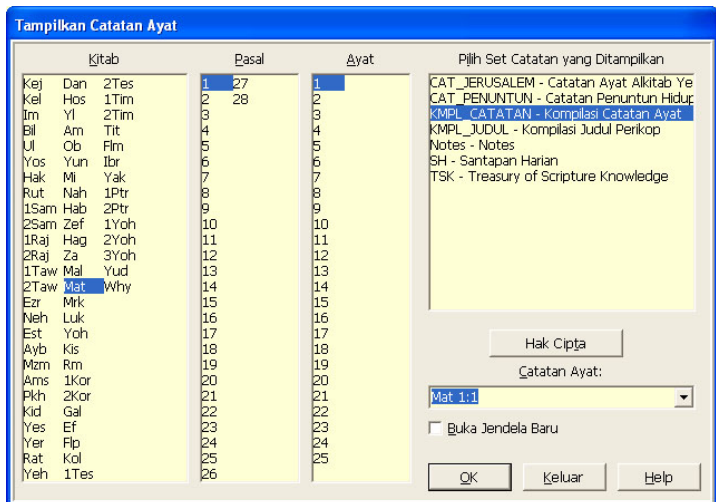 Tampilkan Catatan Ayat
Kitab Pasal Ayat Pilih Set Catatan yang Ditampilkan
Kej Dan 2Tes 1 27 1 CAT_JERUSALEM - Catatan Ayat Alkitab Ye
Kel Hos 1Tim 2 28 2 CAT_PENUNTUN - Catatan Penuntun Hidup
Im Yl 2Tim 3 3 KMPL_CATATAN - Kompilasi Catatan Ayat
Bil Am Tit 4 4 KMPL_JUDUL - Kompilasi Judul Perikop
Ul Ob Flm 5 5 Notes - Notes
Yos Yun Ibr 6 6 SH - Santapan Harian
Hak Mi Yak 7 7 TSK - Treasury of Scripture Knowledge
Rut Nah 1Ptr 8 8
1Sam Hab 2Ptr 9 9
2Sam Zef 1Yoh 10 10
1Raj Hag 2Yoh 11 11
2Raj Za 3Yoh 12 12
1Taw Mal Yud 13 13
2Taw Mat Why 14 14
Ezr Mrk 15 15
Neh Luk 16 16
Est Yoh 17 17
Ayb Kis 18 18
Mzm Rm 19 19
Ams 1Kor 20 20
Pkh 2Kor 21 21
Kid Gal 22 22
Yes Ef 23 23
Yer Flp 24 24
Rat Kol 25 25
Yeh 1Tes 26
Hak Cipta
Catatan Ayat:
Mat 1:1
Buka Jendela Baru
OK Keluar Help